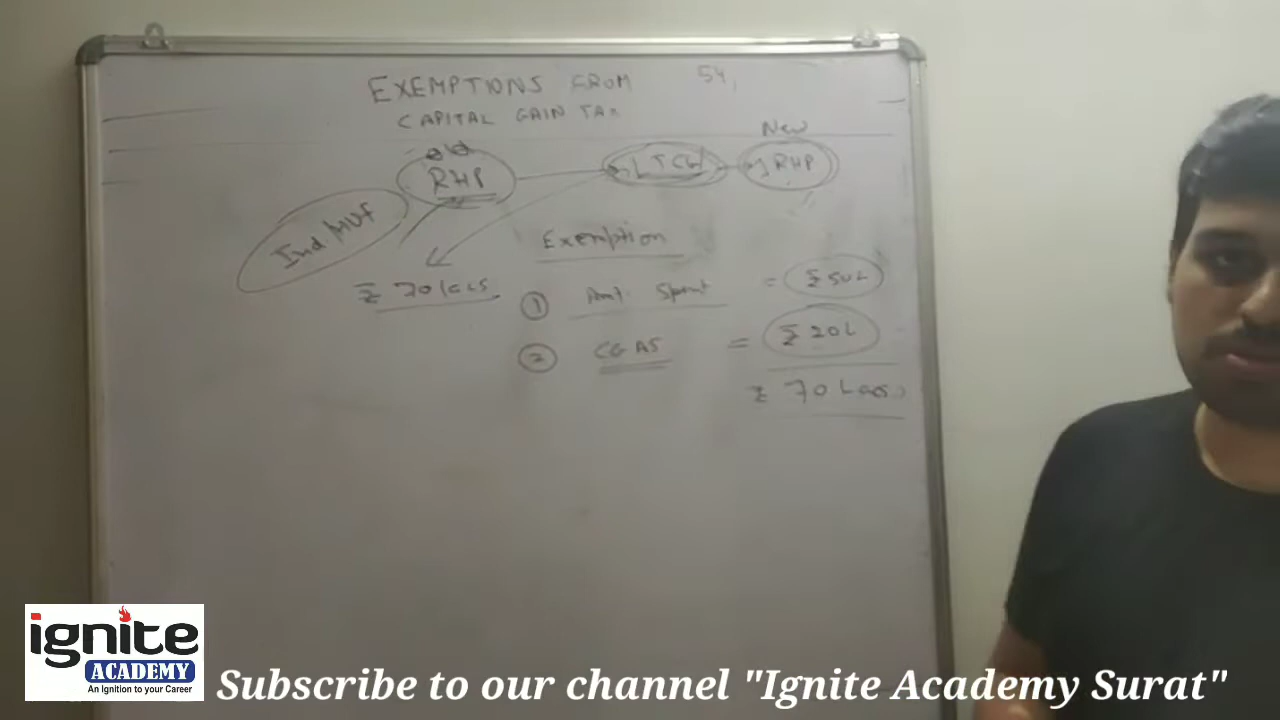 EXEMPTIONS FROM 54,
CAPITAL GAIN TAX
Old
RHP
LTCG
New
RHP
Ind/HUF
Exemption
₹ 70 lacs
① Amt. Spent = ₹ 50L
② CGAS = ₹ 20L
₹ 70 Lacs
ignite
ACADEMY
An Ignition to your Career
Subscribe to our channel "Ignite Academy Surat"